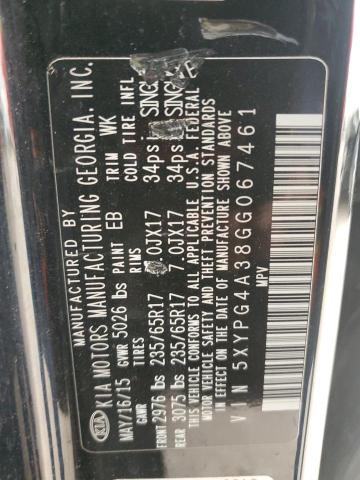 MANUFACTURED BY
KIA KIA MOTORS MANUFACTURING GEORGIA, INC.
MAY/16/15 GVWR 5026 lbs PAINT EB TRIM WK
GAWR TIRES RIMS COLD TIRE INFL
FRONT 2976 lbs 235/65R17 .0JX17 34psi SINGLE
REAR 3075 lbs 235/65R17 7.0JX17 34psi SINGLE
THIS VEHICLE CONFORMS TO ALL APPLICABLE U.S.A. FEDERAL
MOTOR VEHICLE SAFETY AND THEFT PREVENTION STANDARDS
IN EFFECT ON THE DATE OF MANUFACTURE SHOWN ABOVE
V I N 5XYPG4A38GG067461
MPV